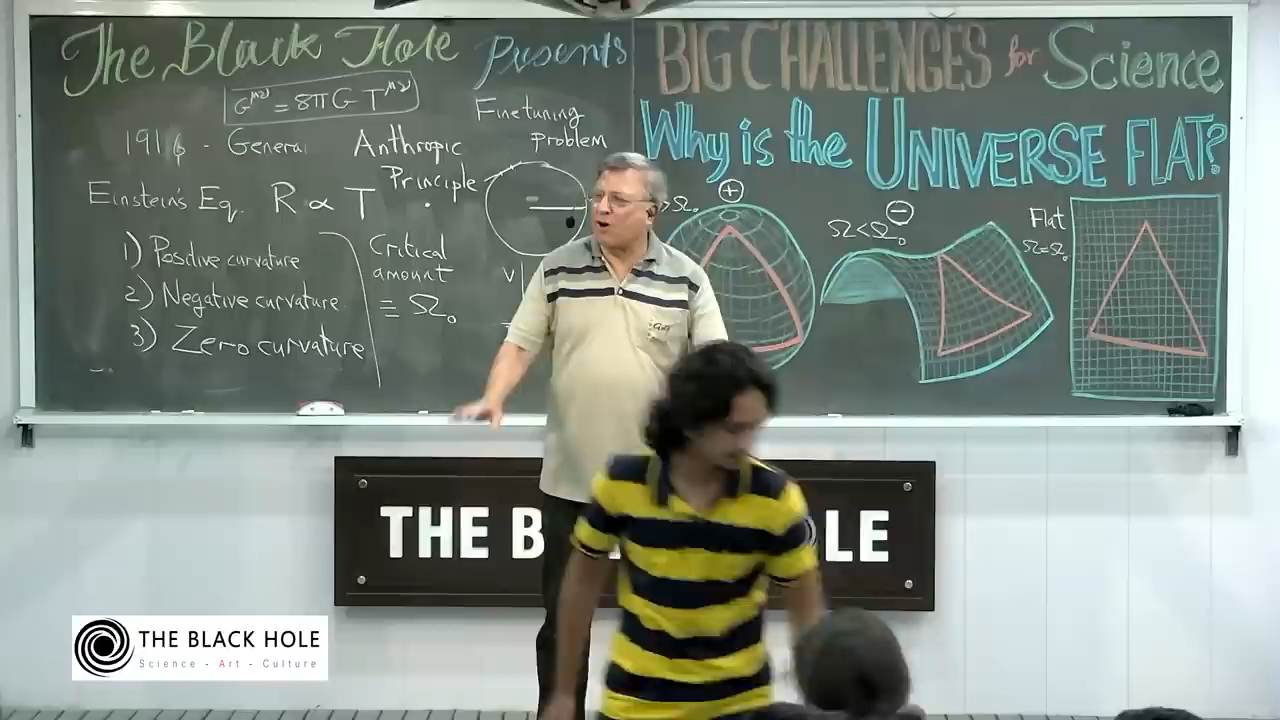 The Black Hole Presents
BIG CHALLENGES for Science
Why is the UNIVERSE FLAT?
G^μν = 8πG T^μν
1916 - General
Einstein's Eq. R ∝ T
1) Positive curvature
2) Negative curvature
3) Zero curvature
Anthropic
Principle
Critical
amount
≡ Ω₀
Finetuning
problem
+
>Ω₀
−
Ω<Ω₀
Flat
Ω=Ω₀
THE B
LE
THE BLACK HOLE
Science - Art - Culture